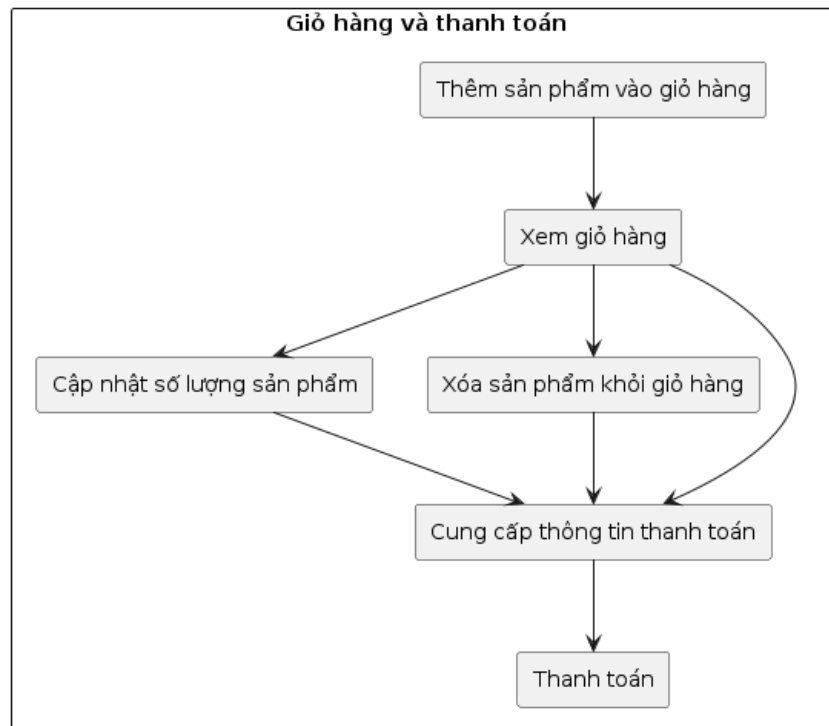 Giỏ hàng và thanh toán
Thêm sản phẩm vào giỏ hàng
Xem giỏ hàng
Cập nhật số lượng sản phẩm
Xóa sản phẩm khỏi giỏ hàng
Cung cấp thông tin thanh toán
Thanh toán